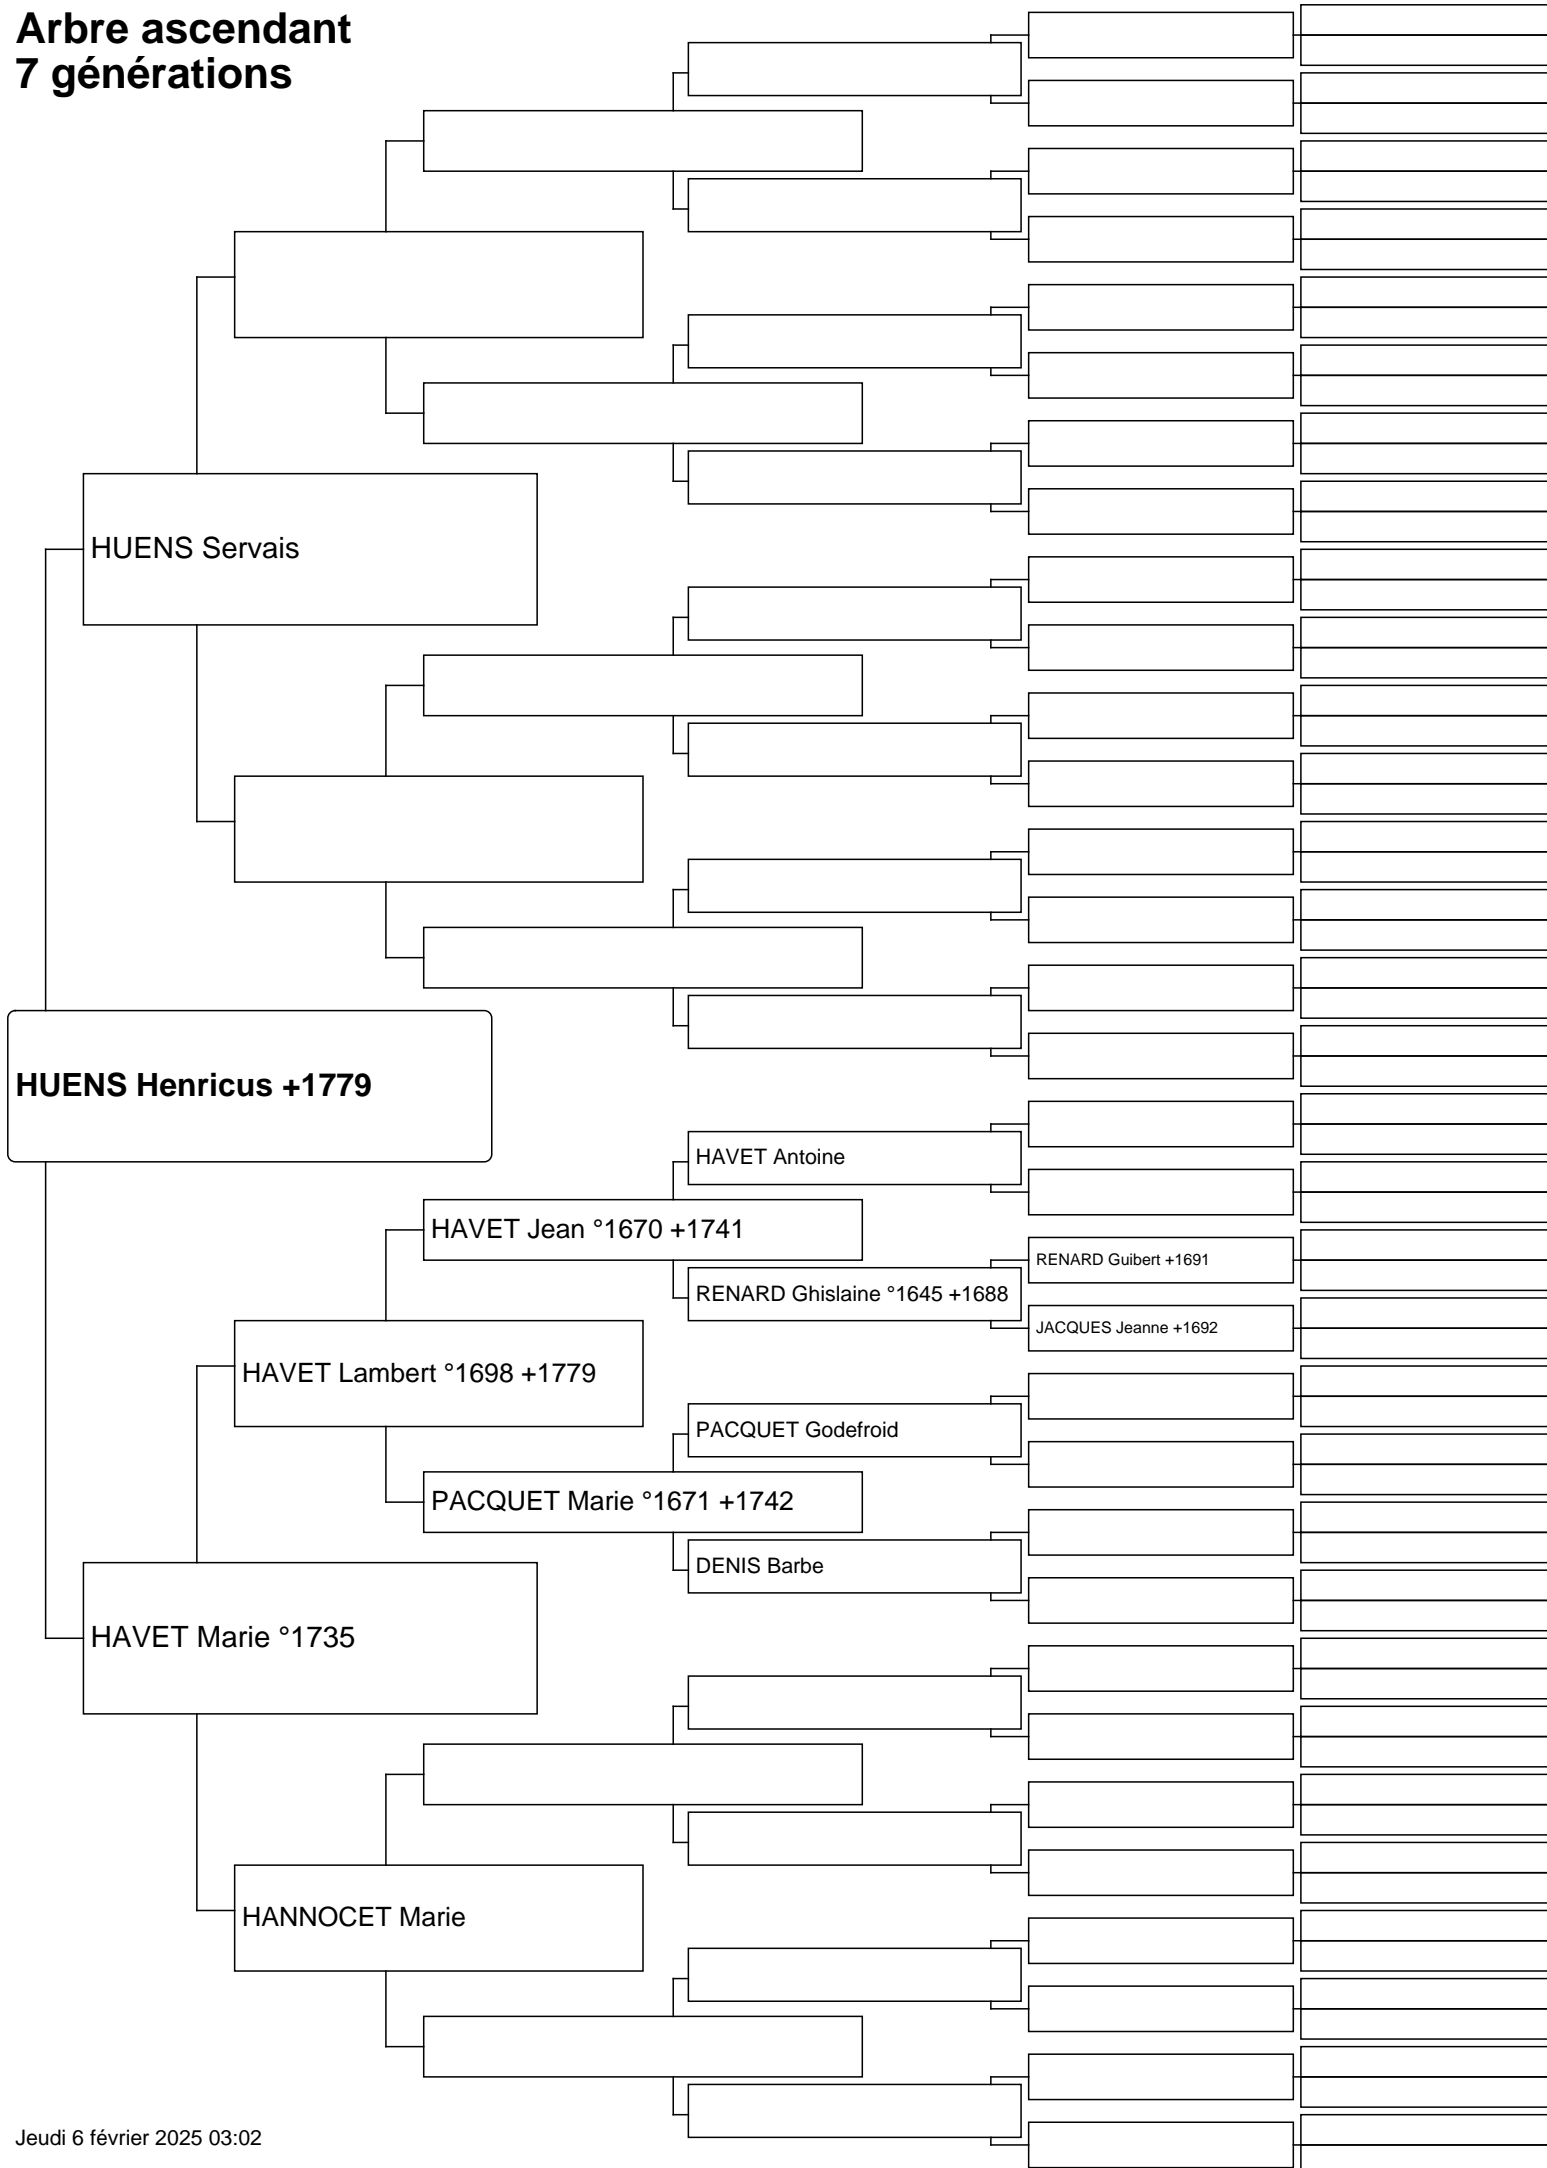 Arbre ascendant
7 générations
HUENS Servais
HUENS Henricus +1779
HAVET Antoine
HAVET Jean °1670 +1741
RENARD Guibert +1691
RENARD Ghislaine °1645 +1688
JACQUES Jeanne +1692
HAVET Lambert °1698 +1779
PACQUET Godefroid
PACQUET Marie °1671 +1742
DENIS Barbe
HAVET Marie °1735
HANNOCET Marie
Jeudi 6 février 2025 03:02